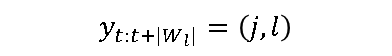 y_{t:t+|W_l|} = (j, l)